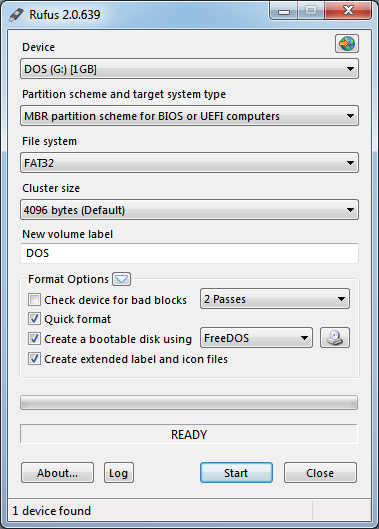 Rufus 2.0.639
Device
DOS (G:) [1GB]
Partition scheme and target system type
MBR partition scheme for BIOS or UEFI computers
File system
FAT32
Cluster size
4096 bytes (Default)
New volume label
DOS
Format Options
Check device for bad blocks 2 Passes
Quick format
Create a bootable disk using FreeDOS
Create extended label and icon files
READY
About... Log Start Close
1 device found